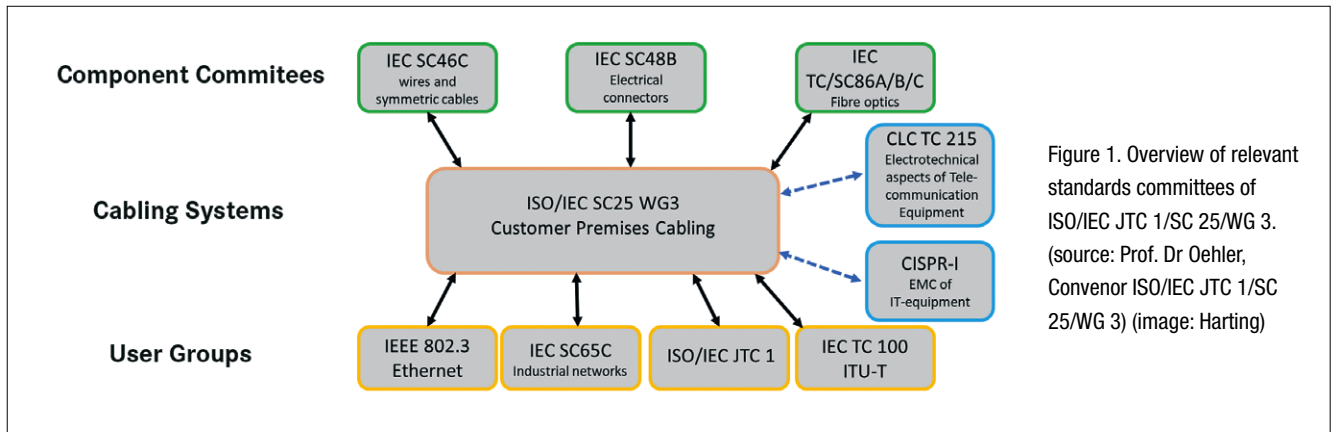 Component Commitees
IEC SC46C
wires and
symmetric cables
IEC SC48B
Electrical
connectors
IEC
TC/SC86A/B/C
Fibre optics
CLC TC 215
Electrotechnical
aspects of Tele-
communication
Equipment
Cabling Systems
ISO/IEC SC25 WG3
Customer Premises Cabling
CISPR-I
EMC of
IT-equipment
User Groups
IEEE 802.3
Ethernet
IEC SC65C
Industrial networks
ISO/IEC JTC 1
IEC TC 100
ITU-T
Figure 1. Overview of relevant
standards committees of
ISO/IEC JTC 1/SC 25/WG 3.
(source: Prof. Dr Oehler,
Convenor ISO/IEC JTC 1/SC
25/WG 3) (image: Harting)